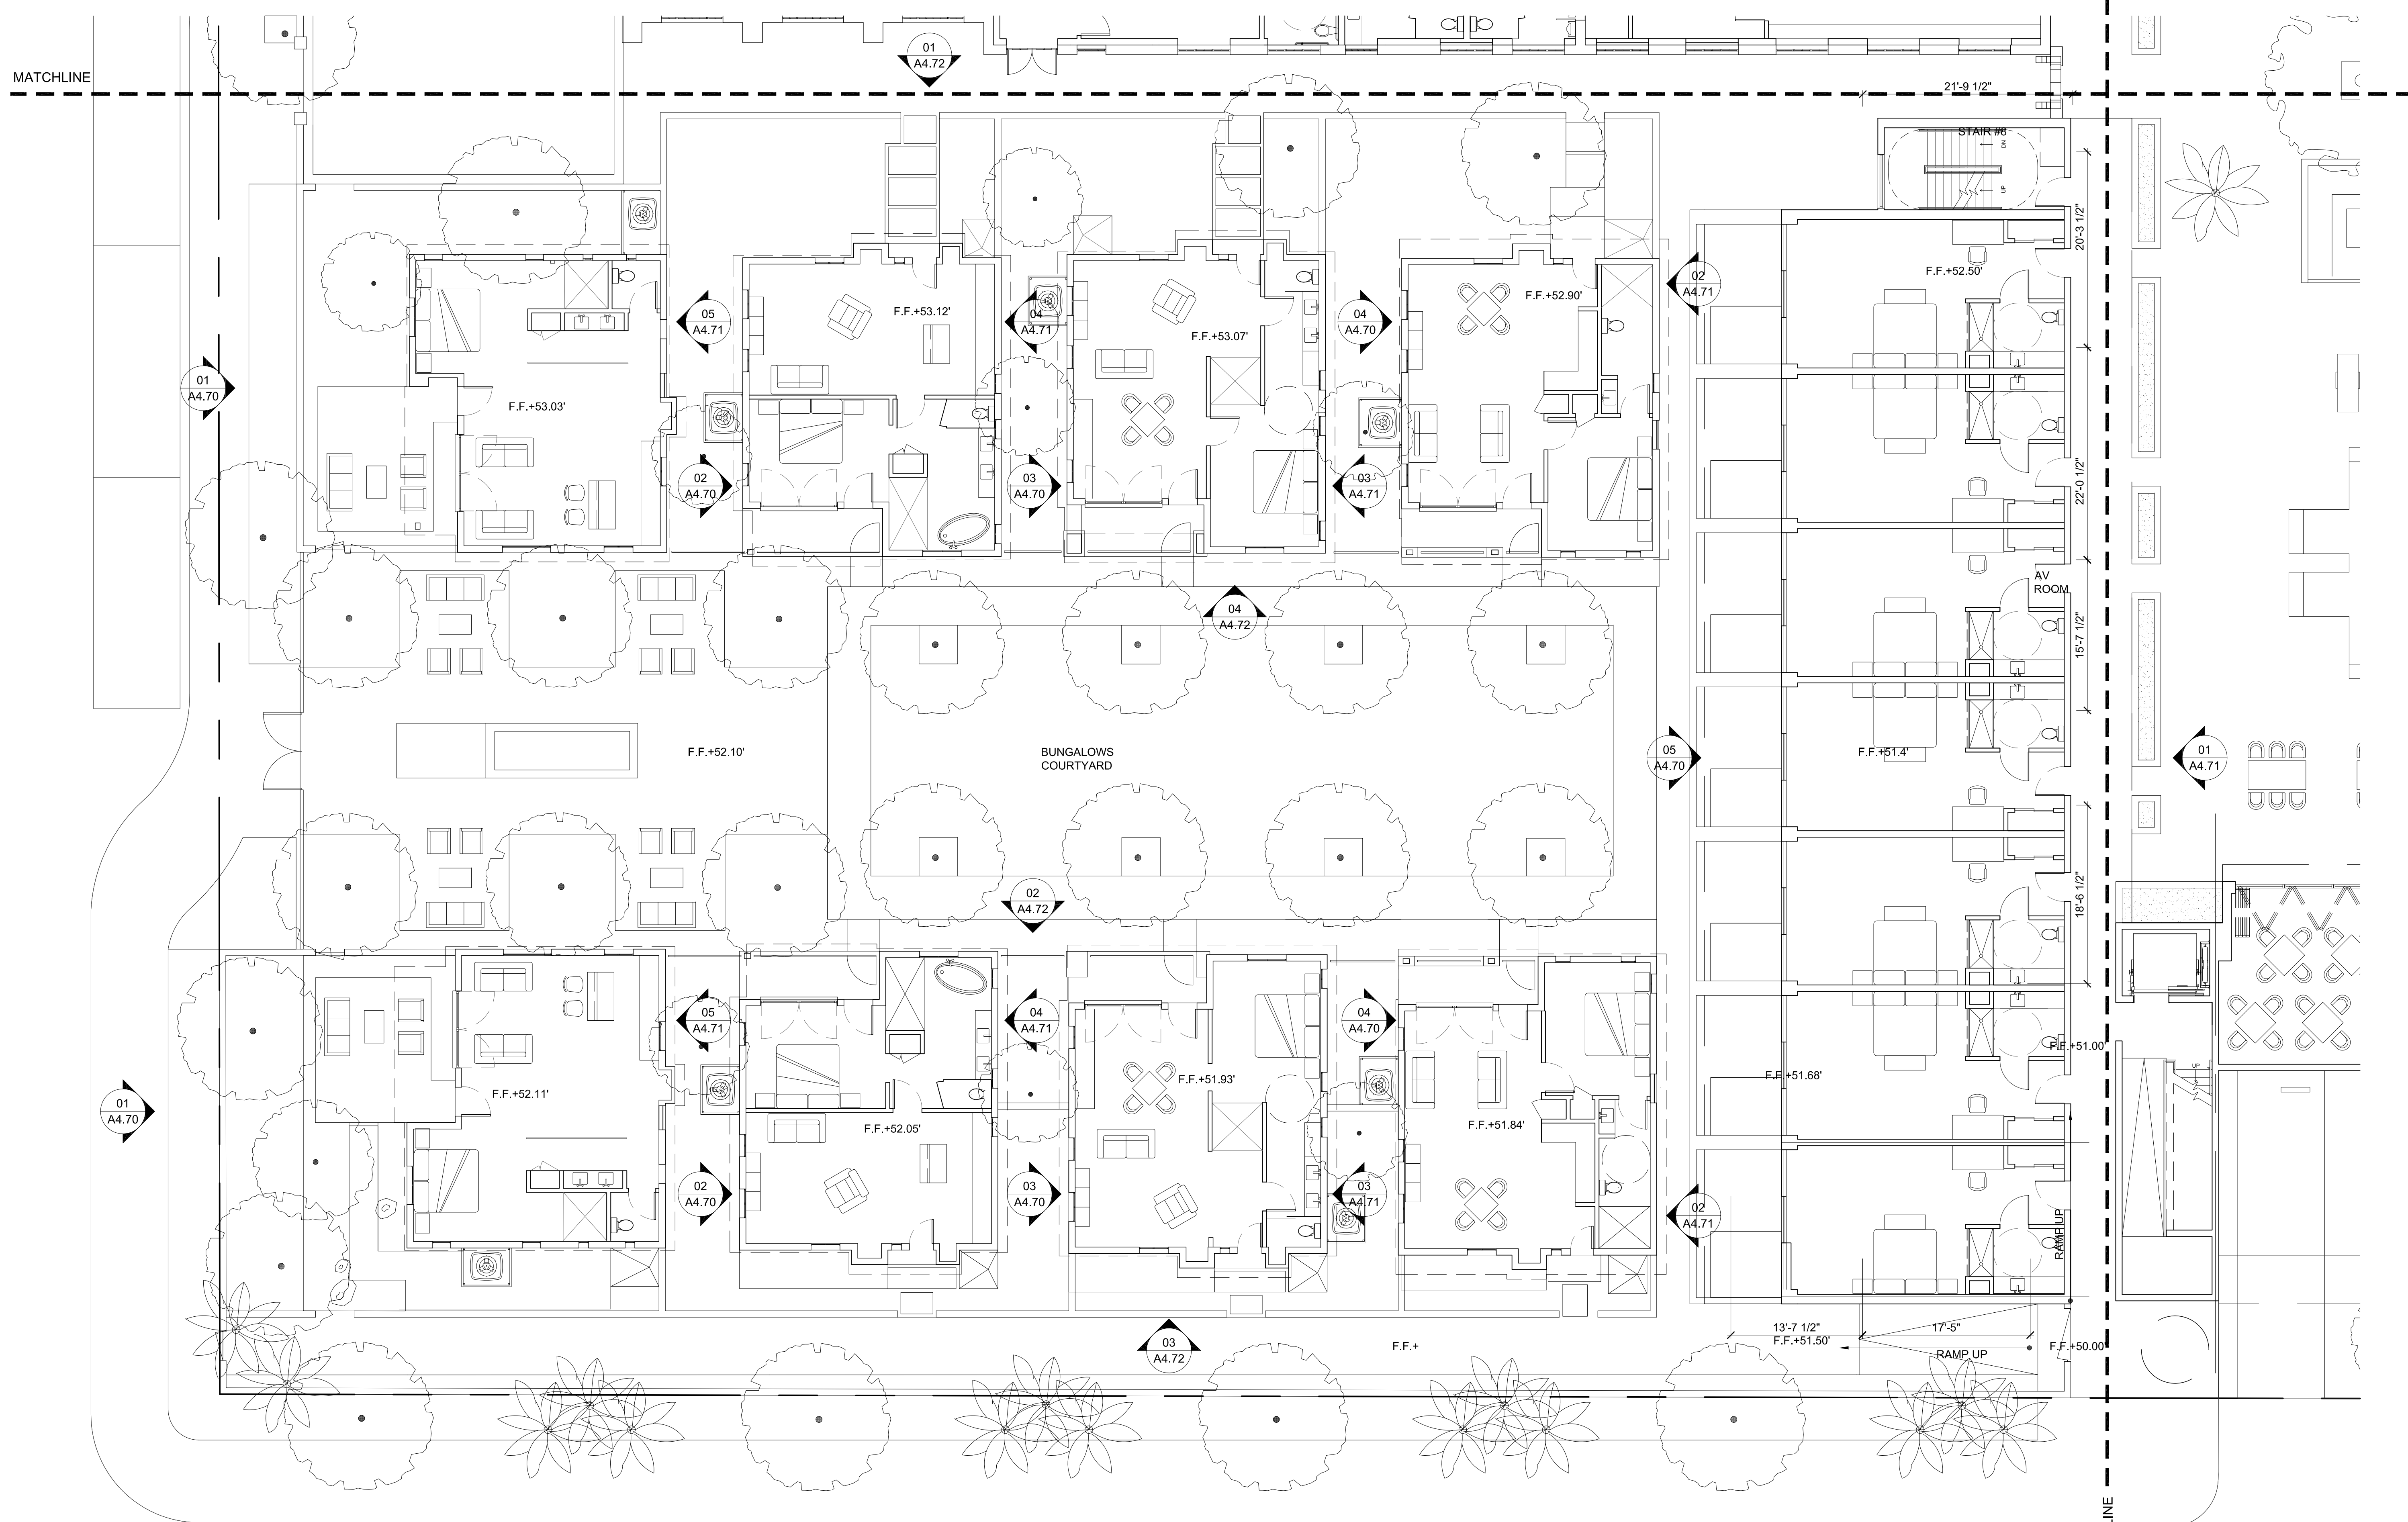 01
A4.72
MATCHLINE
21'-9 1/2"
STAIR #8
DN
UP
20'-3 1/2"
F.F.+52.50'
02
A4.71
F.F.+52.90'
05
A4.71
F.F.+53.12'
04
A4.71
F.F.+53.07'
04
A4.70
01
A4.70
F.F.+53.03'
02
A4.70
03
A4.70
03
A4.71
22'-0 1/2"
AV
ROOM
04
A4.72
15'-7 1/2"
F.F.+52.10'
BUNGALOWS
COURTYARD
05
A4.70
F.F.+51.4'
01
A4.71
02
A4.72
18'-6 1/2"
05
A4.71
04
A4.71
04
A4.70
F.F.+51.00'
UP
F.F.+51.68'
F.F.+51.93'
01
A4.70
F.F.+52.11'
F.F.+52.05'
F.F.+51.84'
02
A4.70
03
A4.70
03
A4.71
02
A4.71
RAMP UP
13'-7 1/2"
17'-5"
F.F.+51.50'
03
A4.72
F.F.+
RAMP UP
F.F.+50.00'
LINE